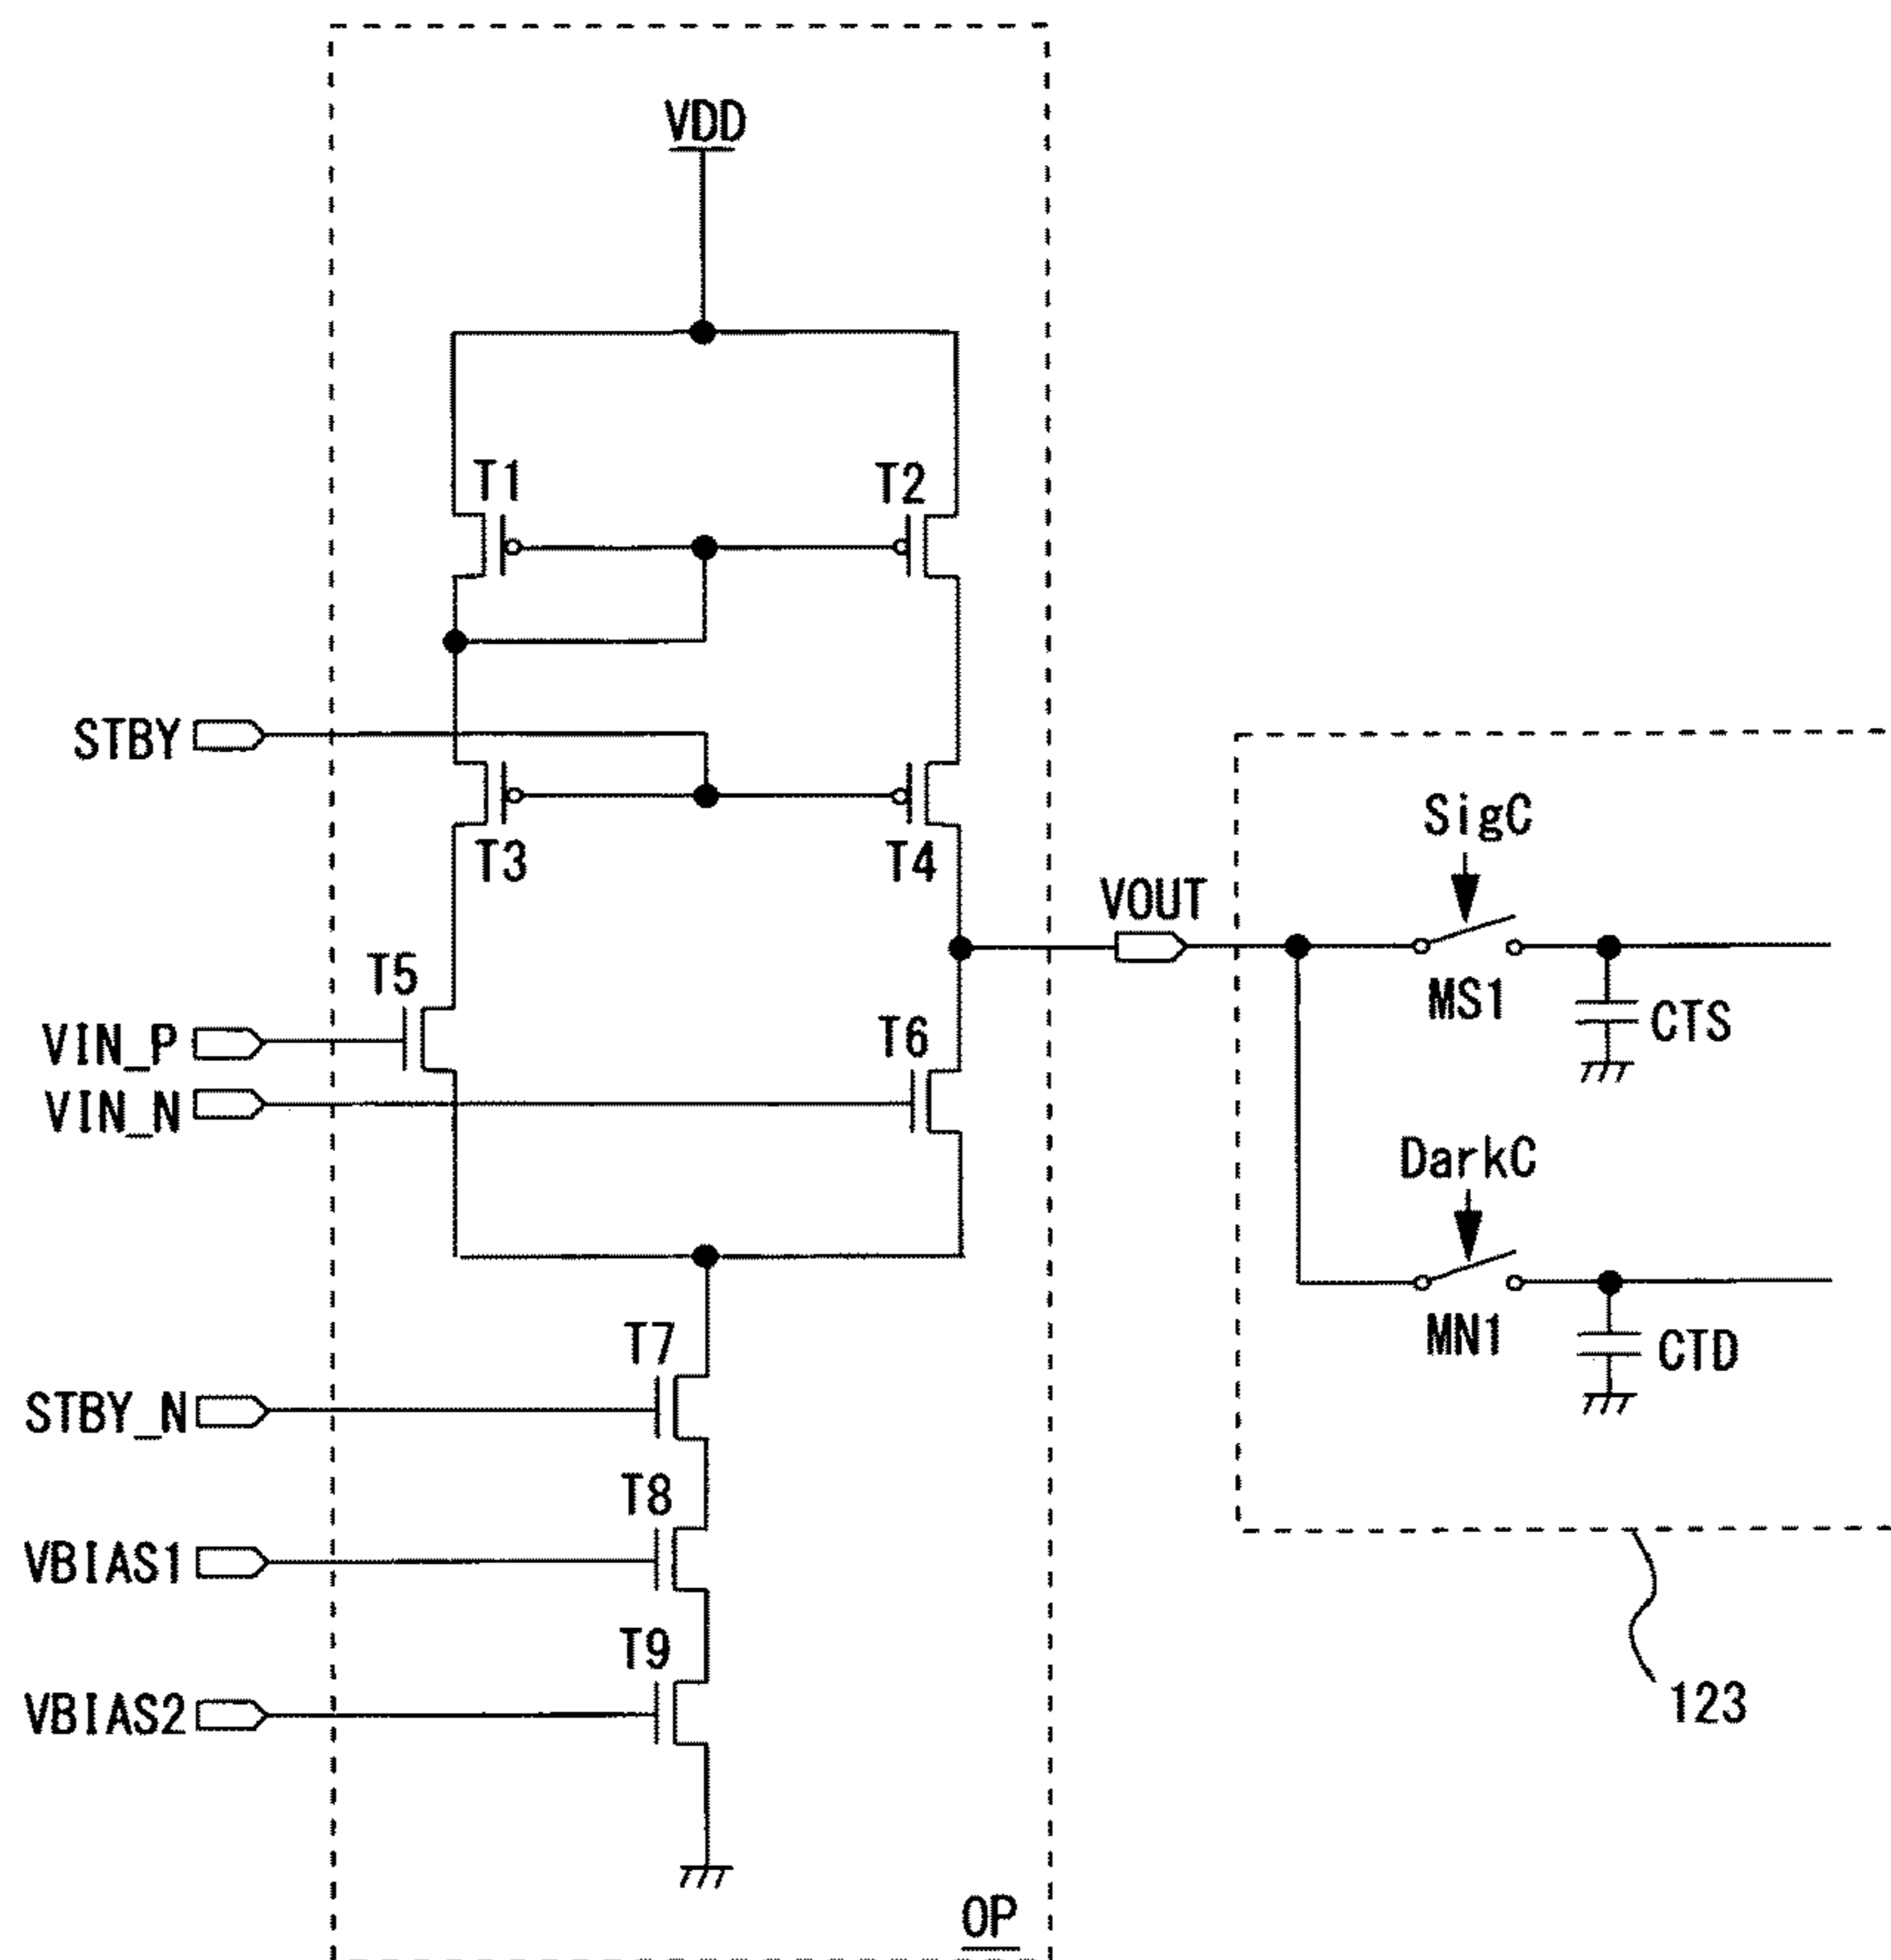 VDD
T1
T2
STBY
T3
T4
SigC
VOUT
MS1
CTS
T5
VIN_P
T6
VIN_N
DarkC
MN1
CTD
T7
STBY_N
T8
VBIAS1
T9
VBIAS2
123
OP